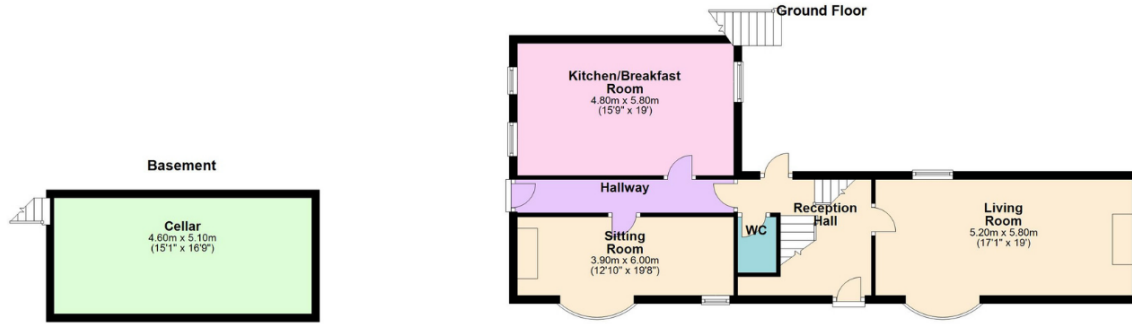 Ground Floor
Kitchen/Breakfast
Room
4.80m x 5.80m
(15'9" x 19')
Basement
Cellar
4.60m x 5.10m
(15'1" x 16'9")
Hallway
Sitting
Room
3.90m x 6.00m
(12'10" x 19'8")
WC
Reception
Hall
Living
Room
5.20m x 5.80m
(17'1" x 19')